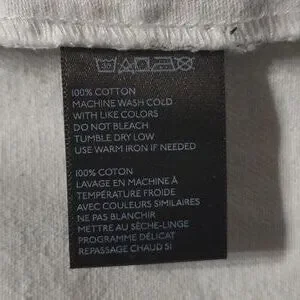 100% COTTON
MACHINE WASH COLD
WITH LIKE COLORS
DO NOT BLEACH
TUMBLE DRY LOW
USE WARM IRON IF NEEDED
100% COTON
LAVAGE EN MACHINE À
TEMPÉRATURE FROIDE
AVEC COULEURS SIMILAIRES
NE PAS BLANCHIR
METTRE AU SÈCHE-LINGE
PROGRAMME DÉLICAT
REPASSAGE CHAUD SI